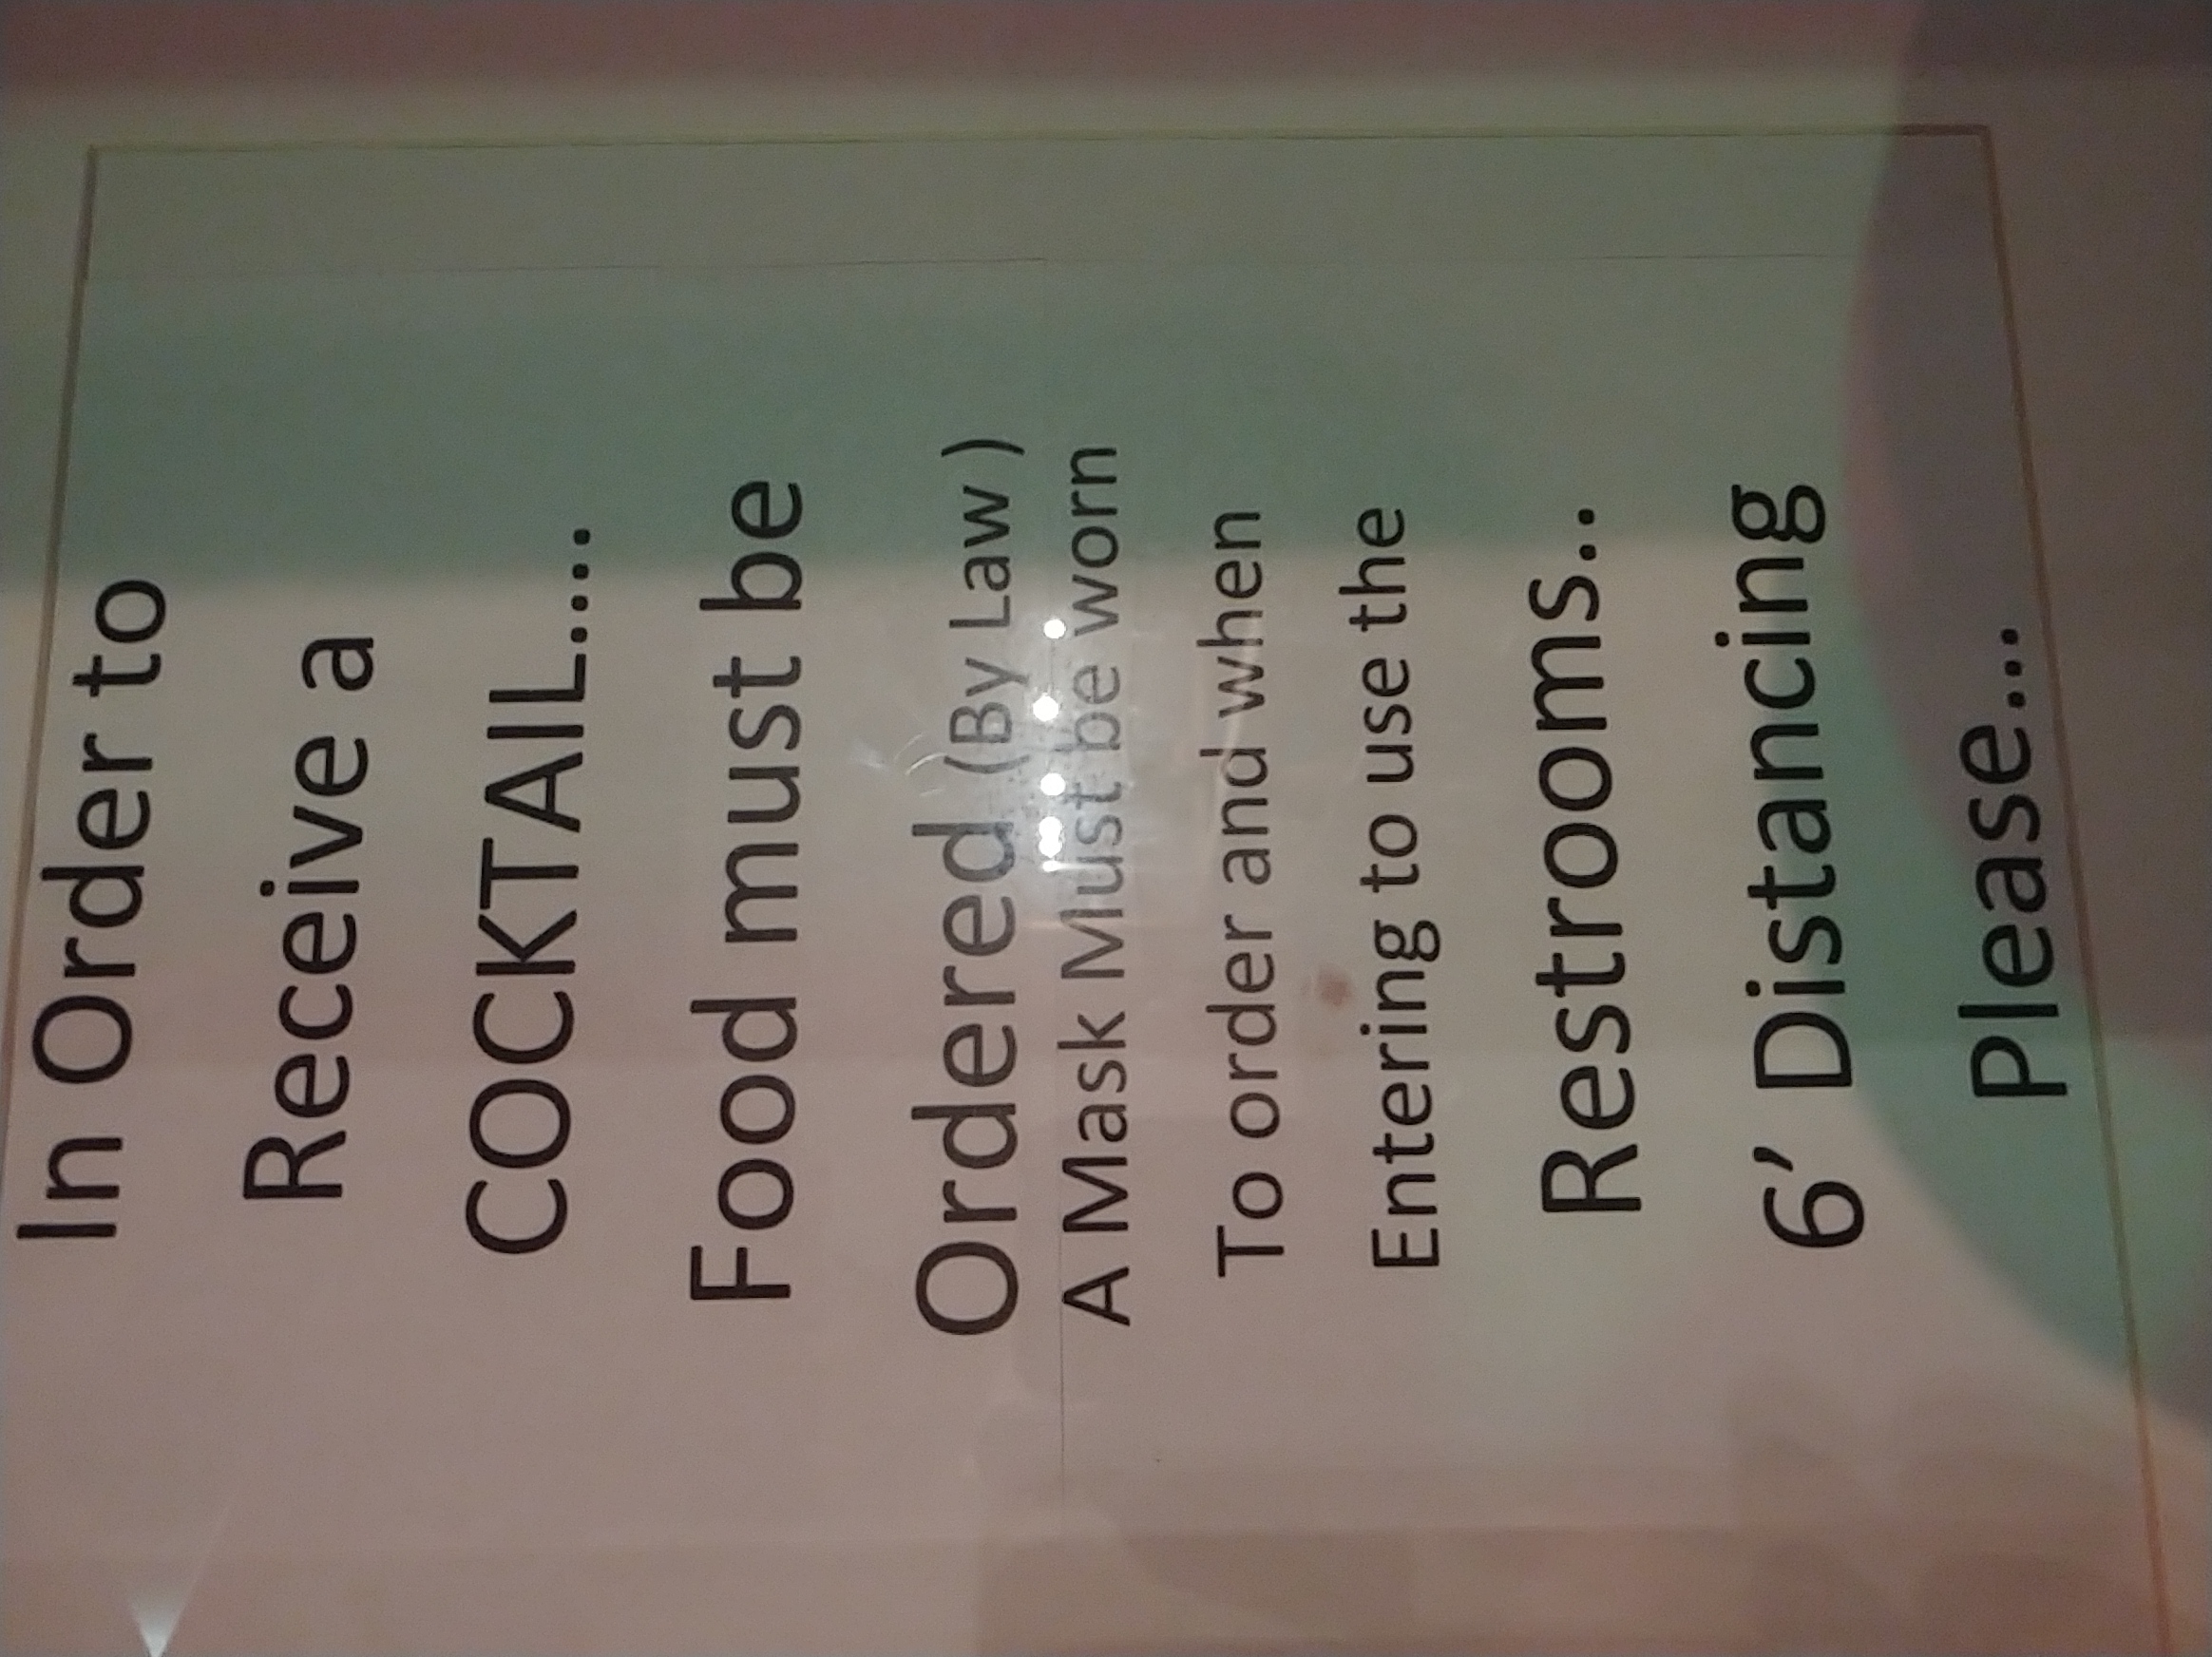 In Order to
Receive a
COCKTAIL....
Food must be
Ordered (By Law )
A Mask Must be worn
To order and when
Entering to use the
Restrooms..
6' Distancing
Please...